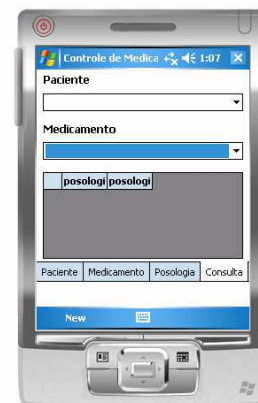 Controle de Medica 1:07
Paciente
Medicamento
posologi posologi
Paciente Medicamento Posologia Consulta
New